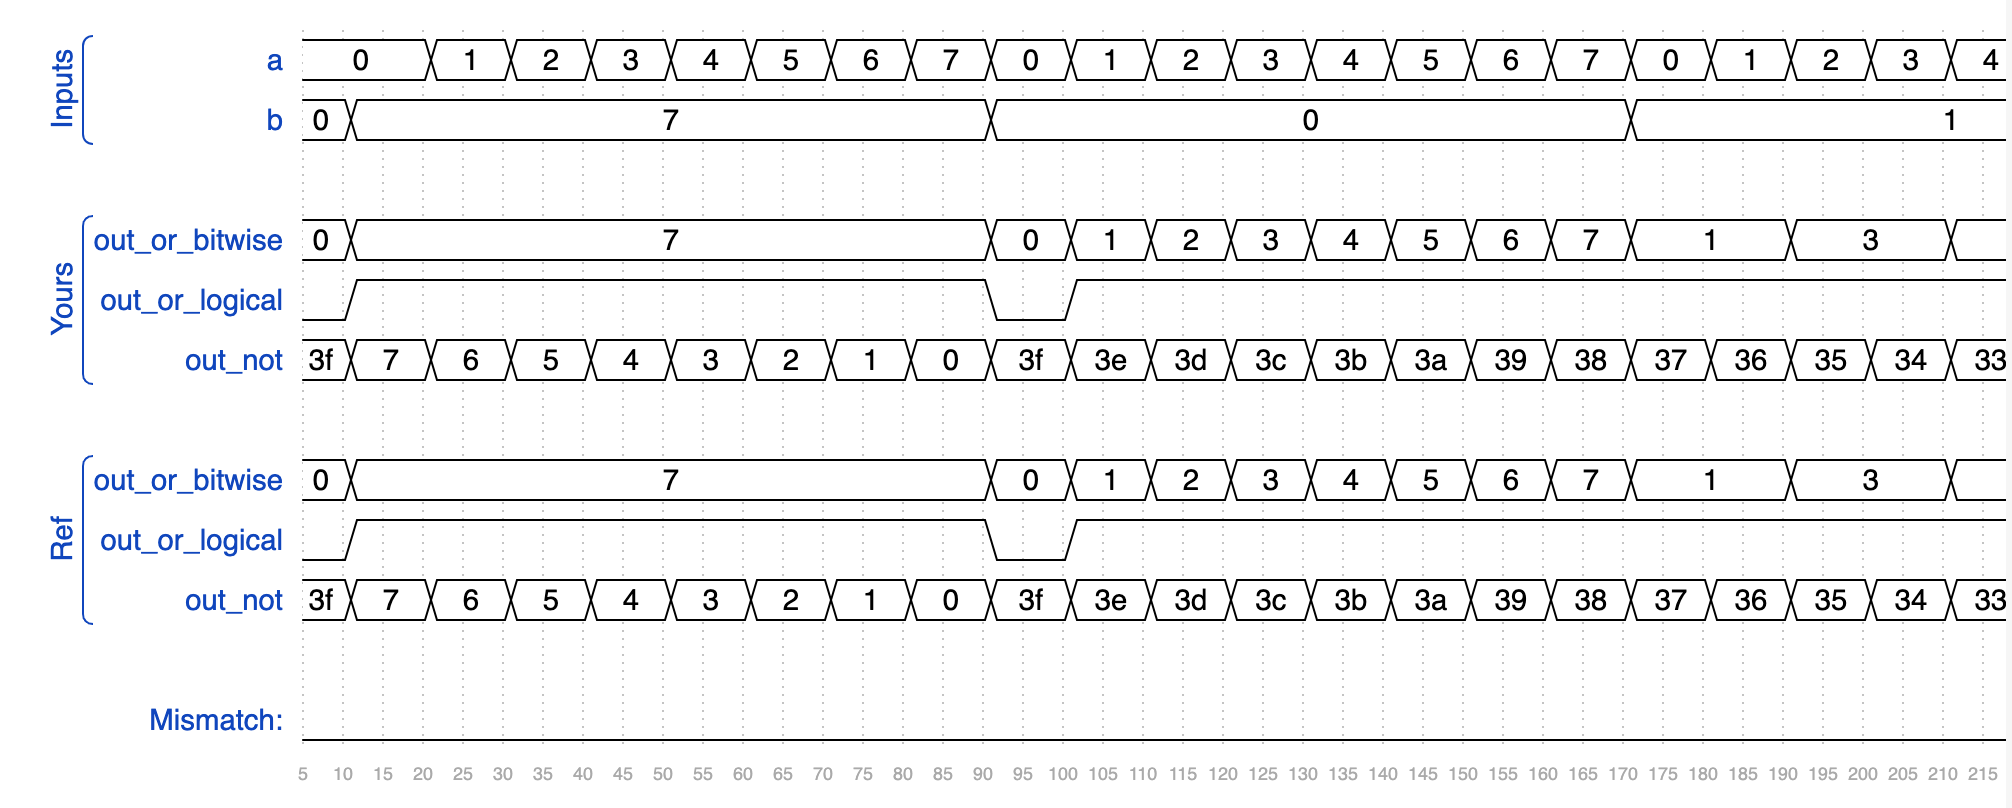 Inputs
a 0 1 2 3 4 5 6 7 0 1 2 3 4 5 6 7 0 1 2 3 4
b 0 7 0 1
Yours
out_or_bitwise 0 7 0 1 2 3 4 5 6 7 1 3
out_or_logical
out_not 3f 7 6 5 4 3 2 1 0 3f 3e 3d 3c 3b 3a 39 38 37 36 35 34 33
Ref
out_or_bitwise 0 7 0 1 2 3 4 5 6 7 1 3
out_or_logical
out_not 3f 7 6 5 4 3 2 1 0 3f 3e 3d 3c 3b 3a 39 38 37 36 35 34 33
Mismatch:
5 10 15 20 25 30 35 40 45 50 55 60 65 70 75 80 85 90 95 100 105 110 115 120 125 130 135 140 145 150 155 160 165 170 175 180 185 190 195 200 205 210 215